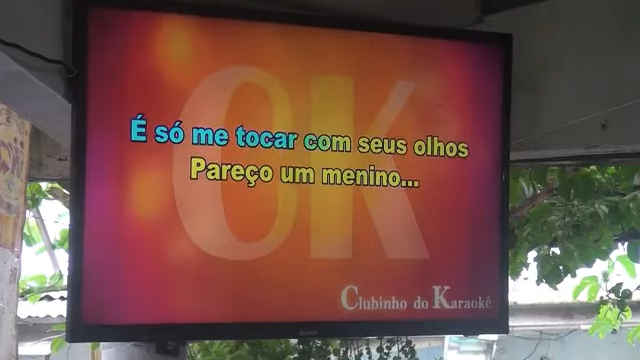 OK
É só me tocar com seus olhos
Pareço um menino...
Clubinho do Karaokê